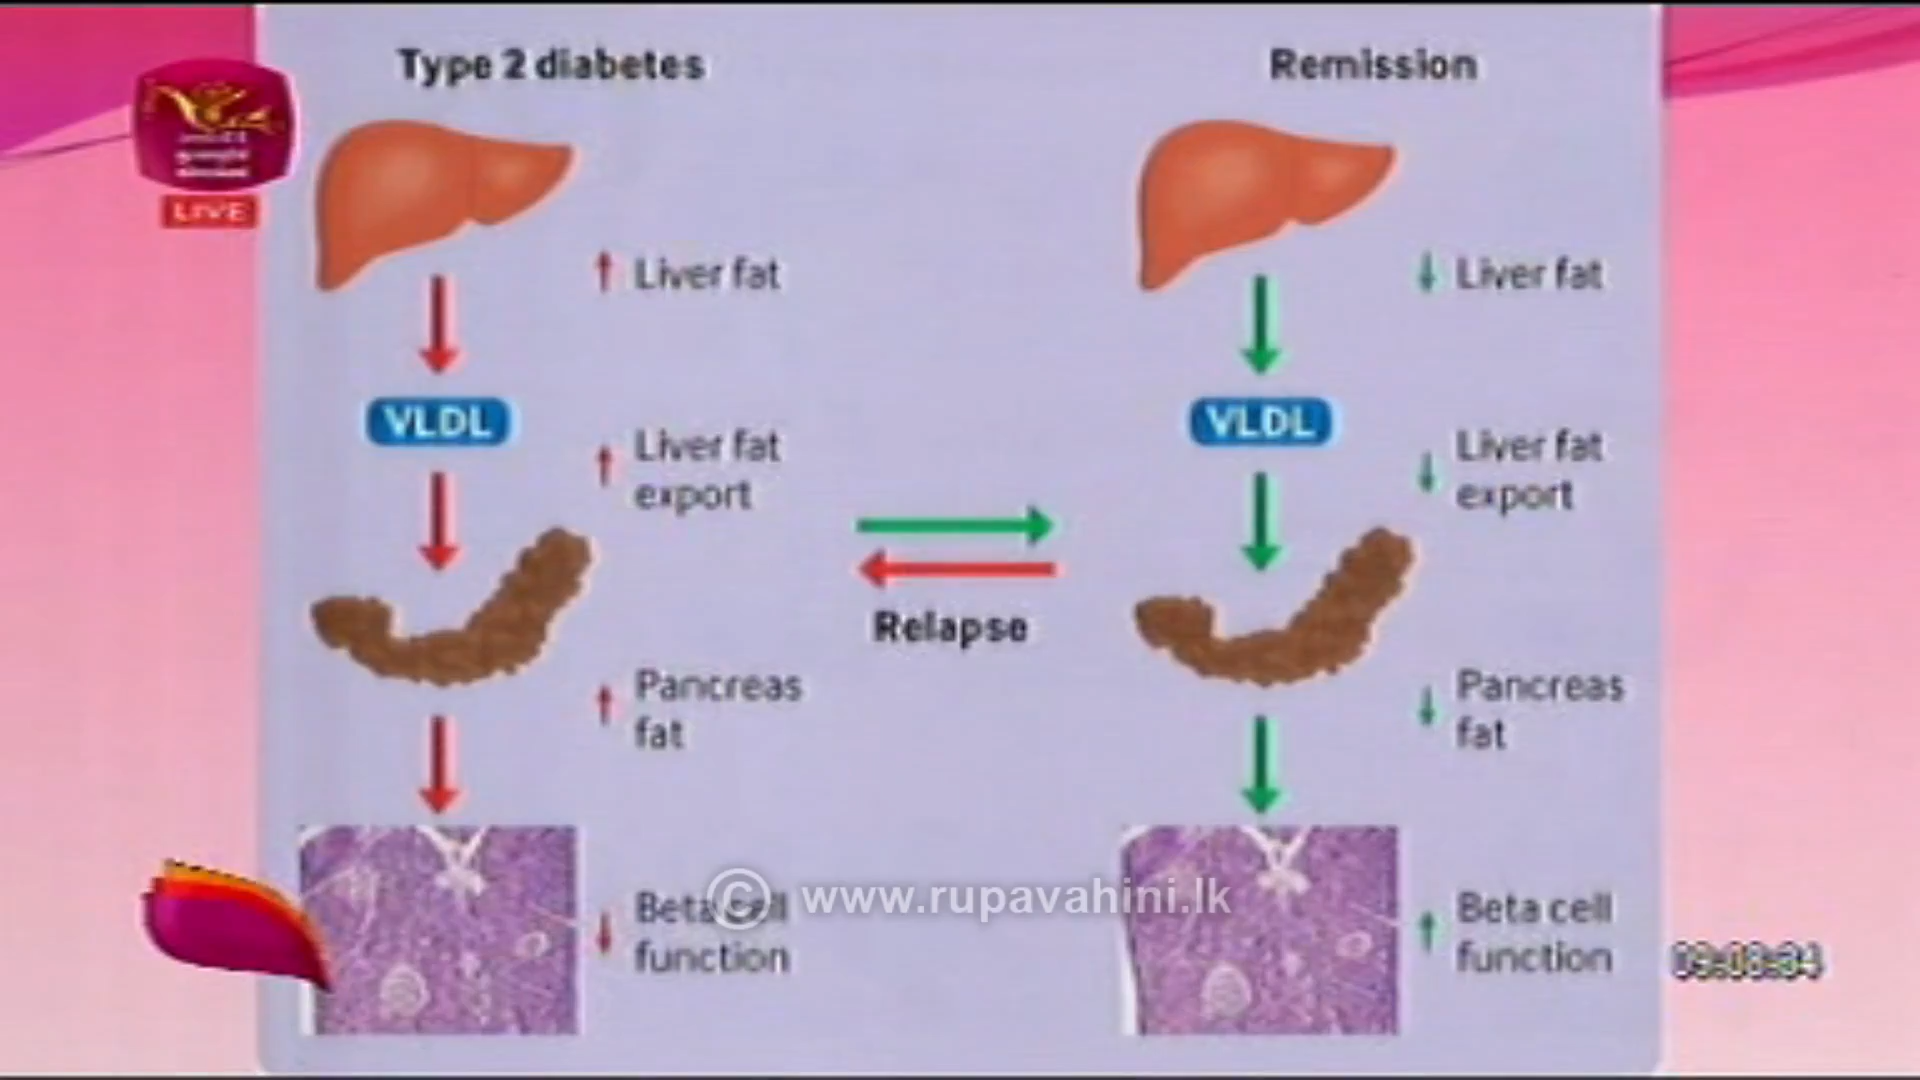 Type 2 diabetes
Remission
LIVE
Liver fat
Liver fat
VLDL
VLDL
Liver fat
export
Liver fat
export
Relapse
Pancreas
fat
Pancreas
fat
Beta cell
function
© www.rupavahini.lk
Beta cell
function